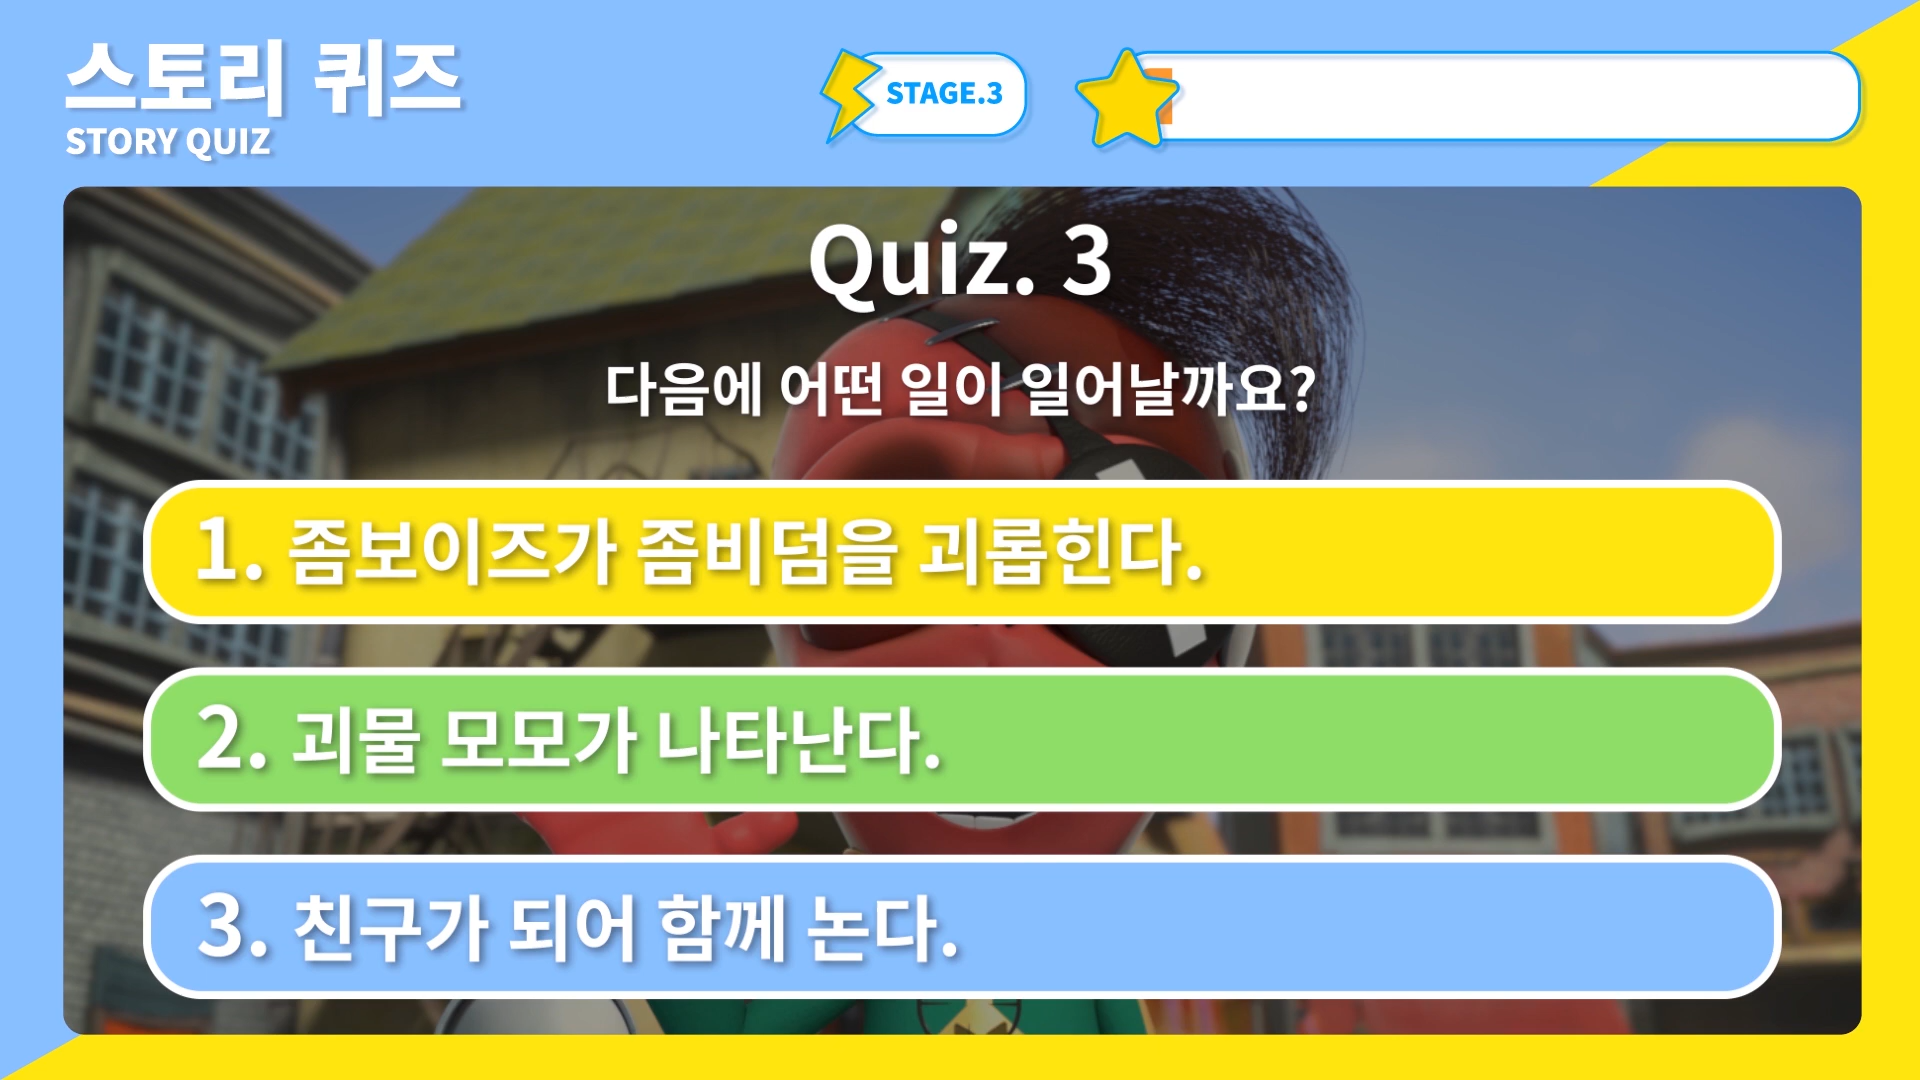 스토리 퀴즈
STORY QUIZ
STAGE.3
Quiz. 3
다음에 어떤 일이 일어날까요?
1. 좀보이즈가 좀비덤을 괴롭힌다.
2. 괴물 모모가 나타난다.
3. 친구가 되어 함께 논다.